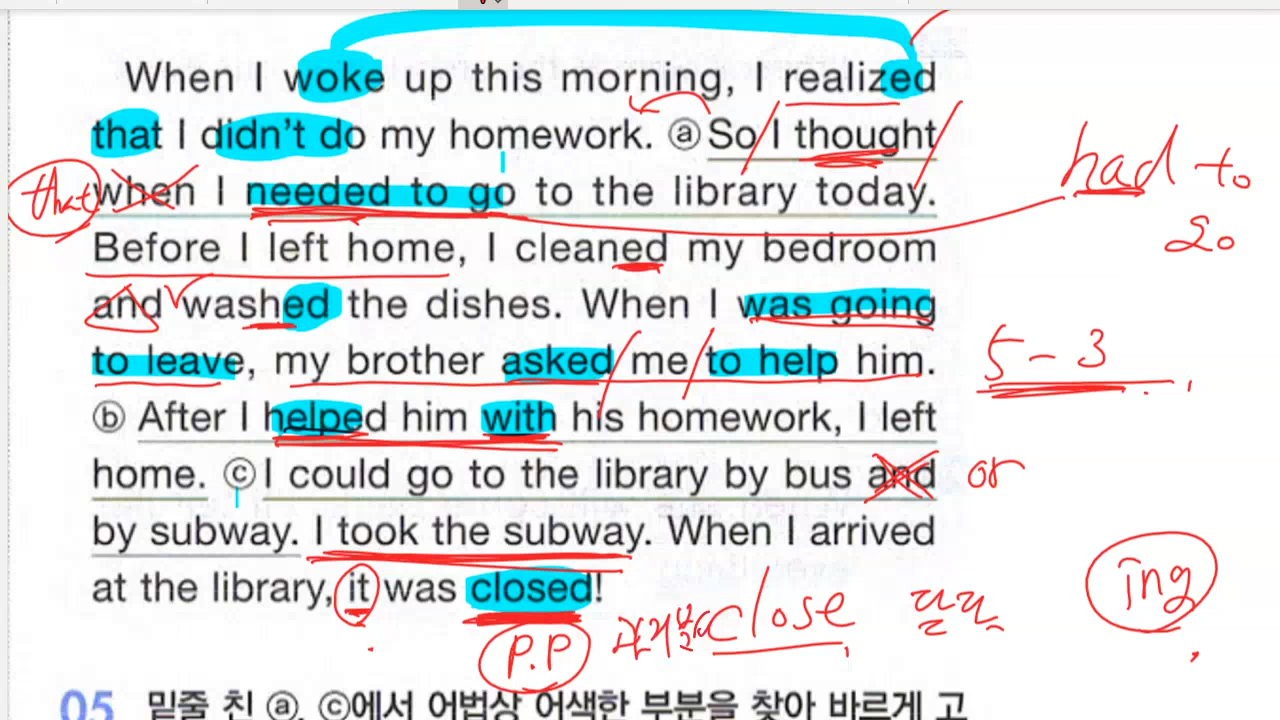 When I woke up this morning, I realized
that I didn't do my homework. ⓐ So I thought
that when I needed to go to the library today. had to
Before I left home, I cleaned my bedroom
and washed the dishes. When I was going
to leave, my brother asked me to help him. 5-3
ⓑ After I helped him with his homework, I left
home. ⓒ I could go to the library by bus and or
by subway. I took the subway. When I arrived
at the library, it was closed! ing
P.P close
05 밑줄 친 ⓐ, ⓒ에서 어법상 어색한 부분을 찾아 바르게 고